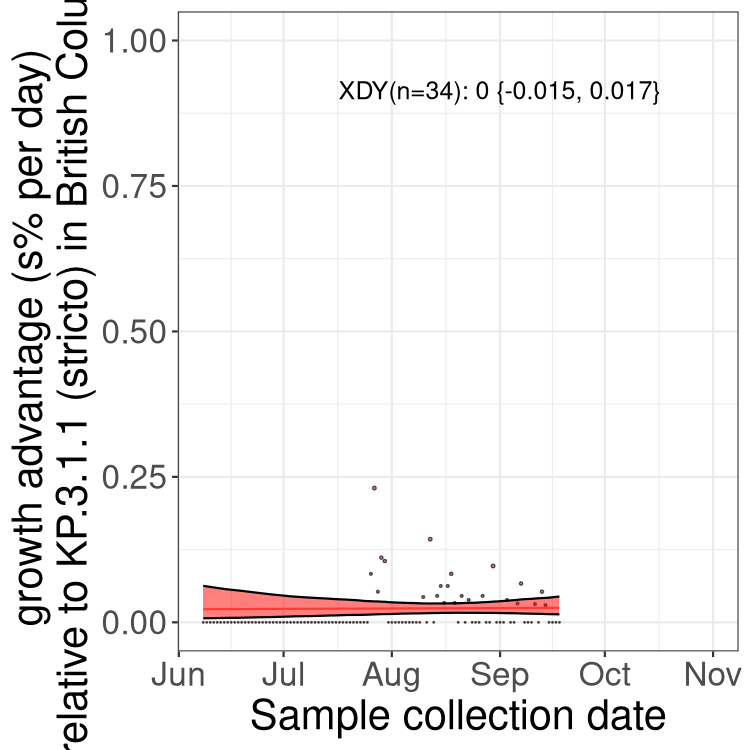 growth advantage (s% per day)
relative to KP.3.1.1 (stricto) in British Colu
1.00
0.75
0.50
0.25
0.00
XDY(n=34): 0 {-0.015, 0.017}
Jun Jul Aug Sep Oct Nov
Sample collection date